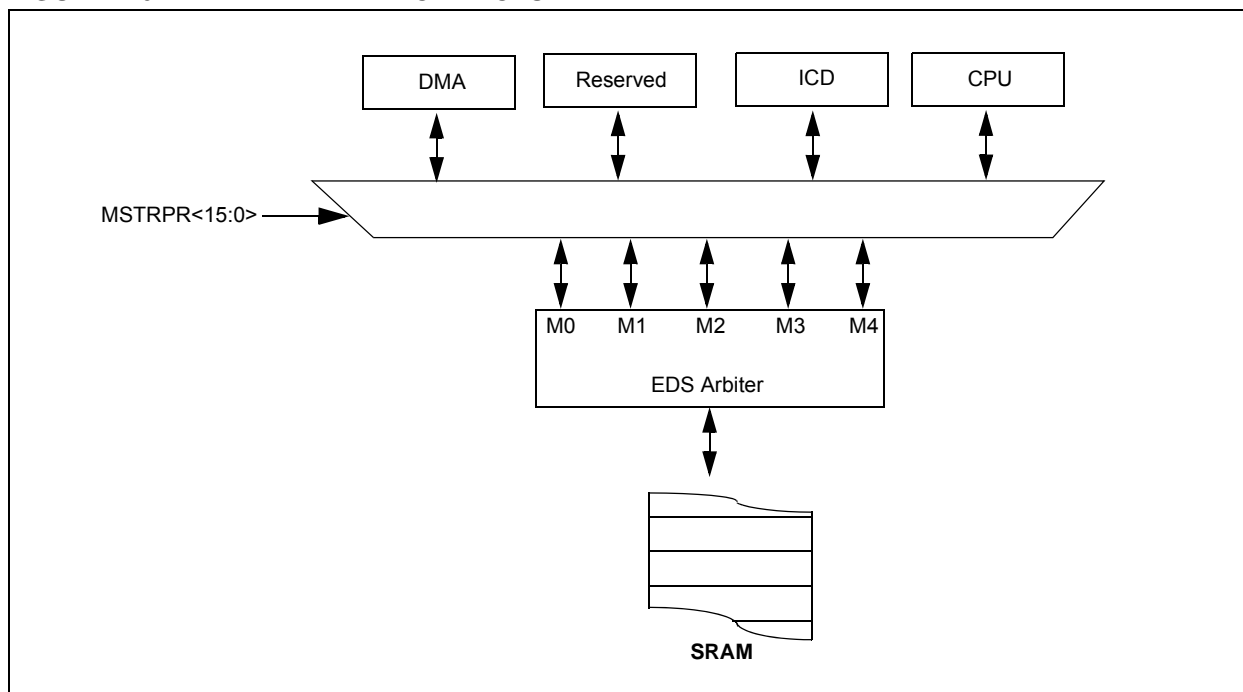 DMA
Reserved
ICD
CPU
MSTRPR<15:0>
M0 M1 M2 M3 M4
EDS Arbiter
SRAM